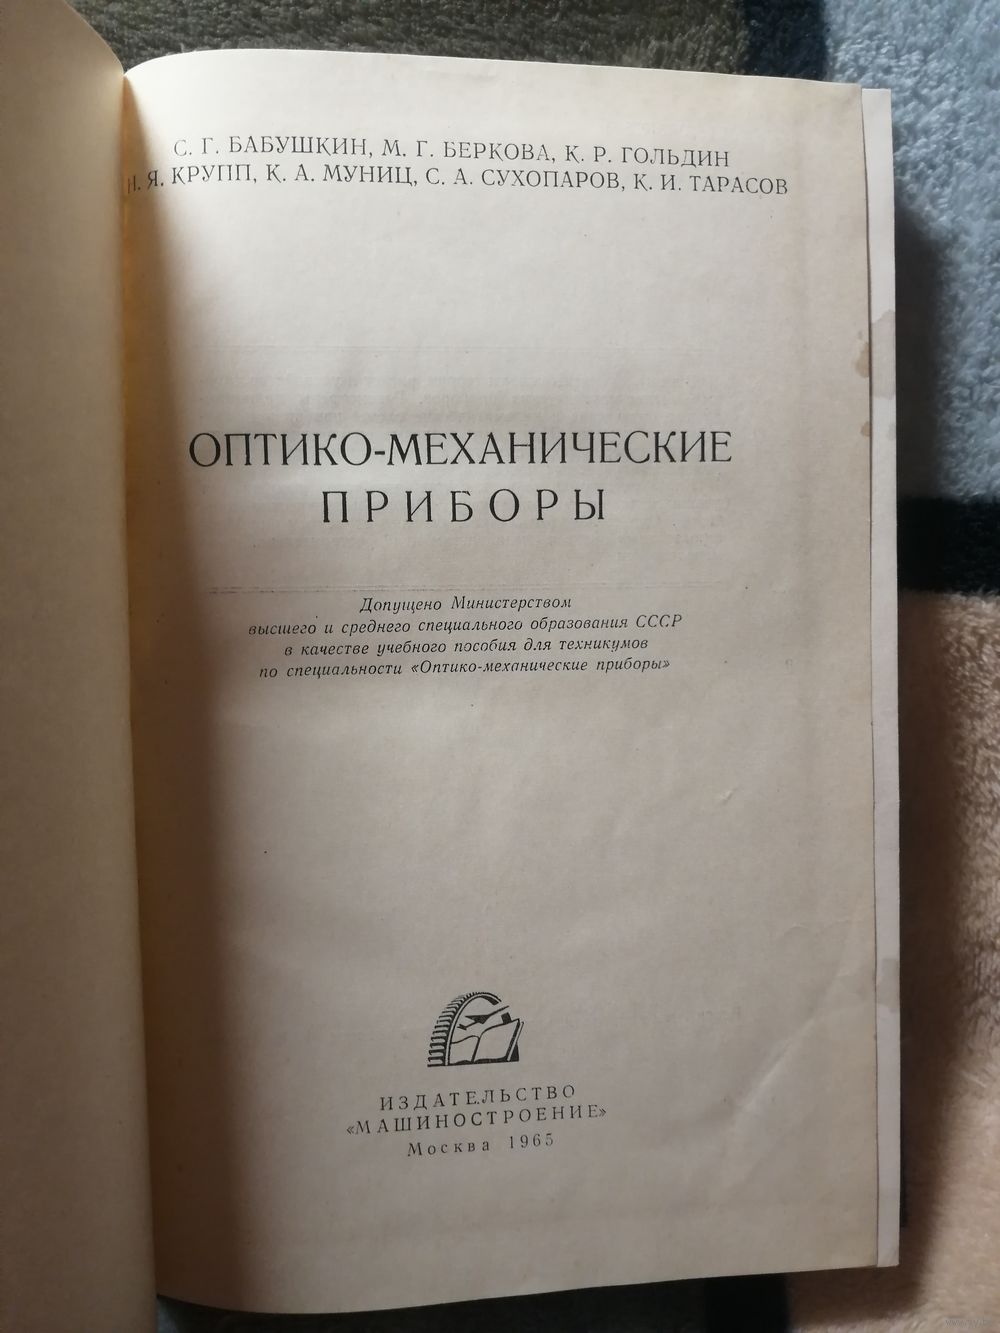 С. Г. БАБУШКИН, М. Г. БЕРКОВА, К. Р. ГОЛЬДИН
Я. КРУПП, К. А. МУНИЦ, С. А. СУХОПАРОВ, К. И. ТАРАСОВ
ОПТИКО-МЕХАНИЧЕСКИЕ
ПРИБОРЫ
Допущено Министерством
высшего и среднего специального образования СССР
в качестве учебного пособия для техникумов
по специальности «Оптико-механические приборы»
ИЗДАТЕЛЬСТВО
«МАШИНОСТРОЕНИЕ»
Москва 1965